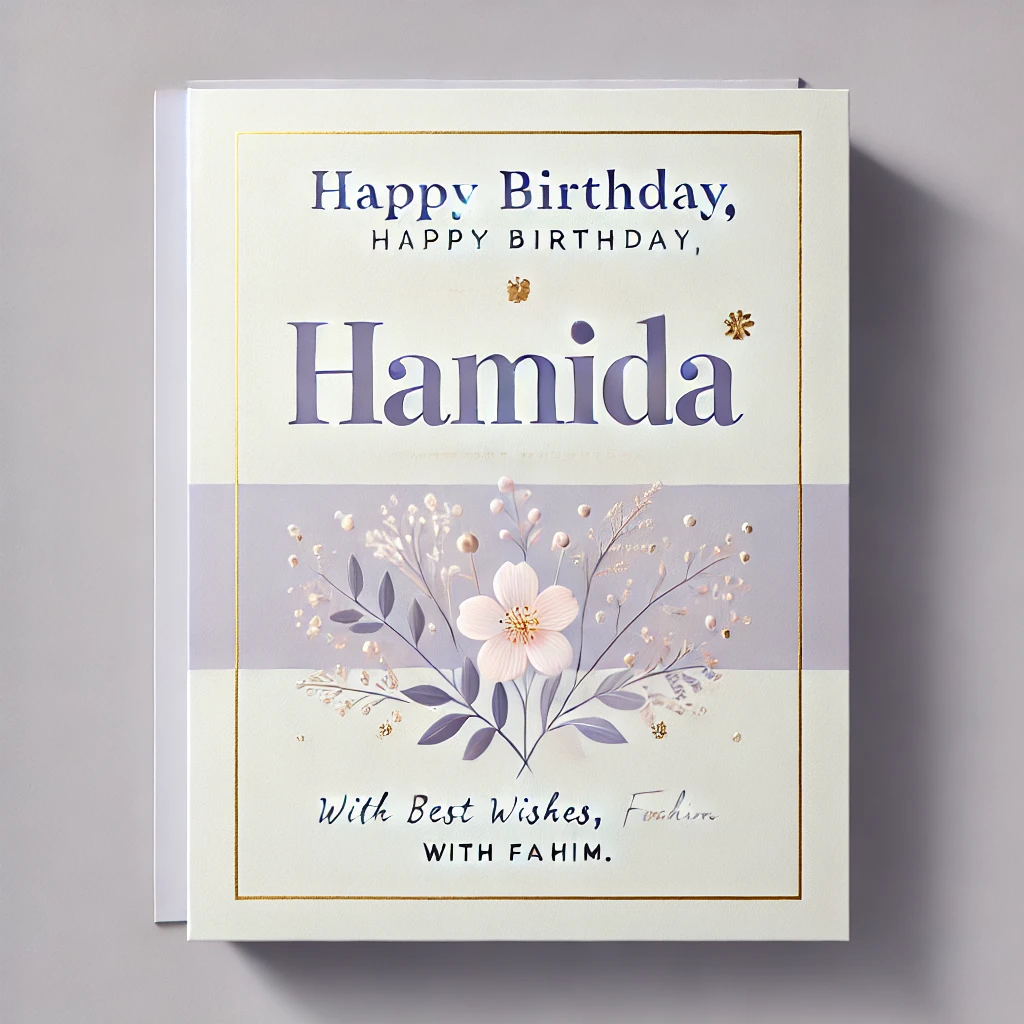 Happy Birthday,
HAPPY BIRTHDAY,
Hamida
With Best Wishes,
WITH FAHIM.